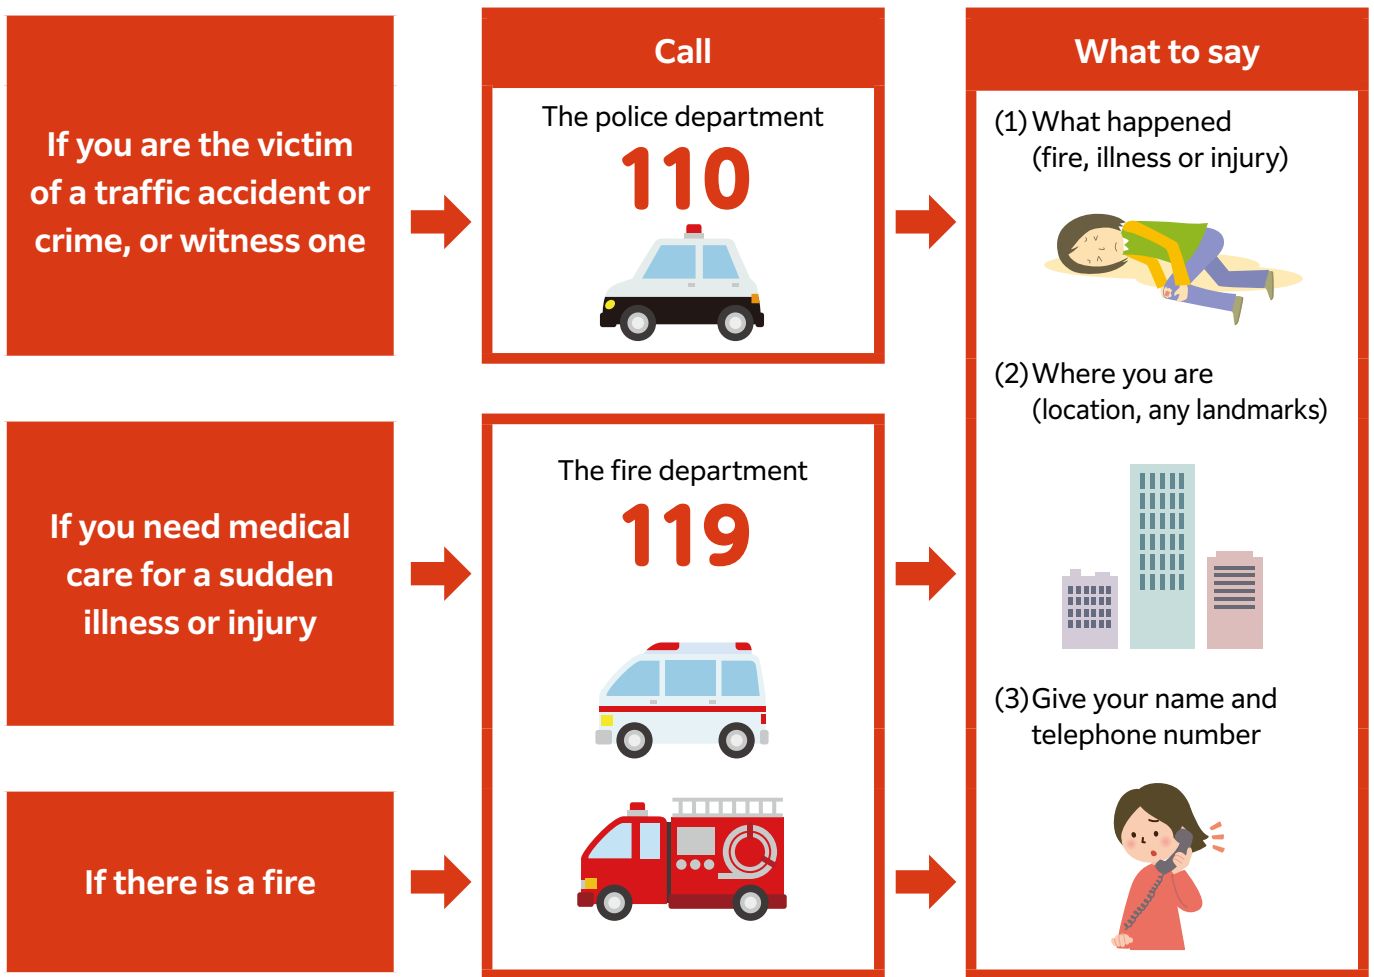 If you are the victim
of a traffic accident or
crime, or witness one
Call
The police department
110
What to say
(1) What happened
(fire, illness or injury)
(2) Where you are
(location, any landmarks)
(3) Give your name and
telephone number
If you need medical
care for a sudden
illness or injury
The fire department
119
If there is a fire